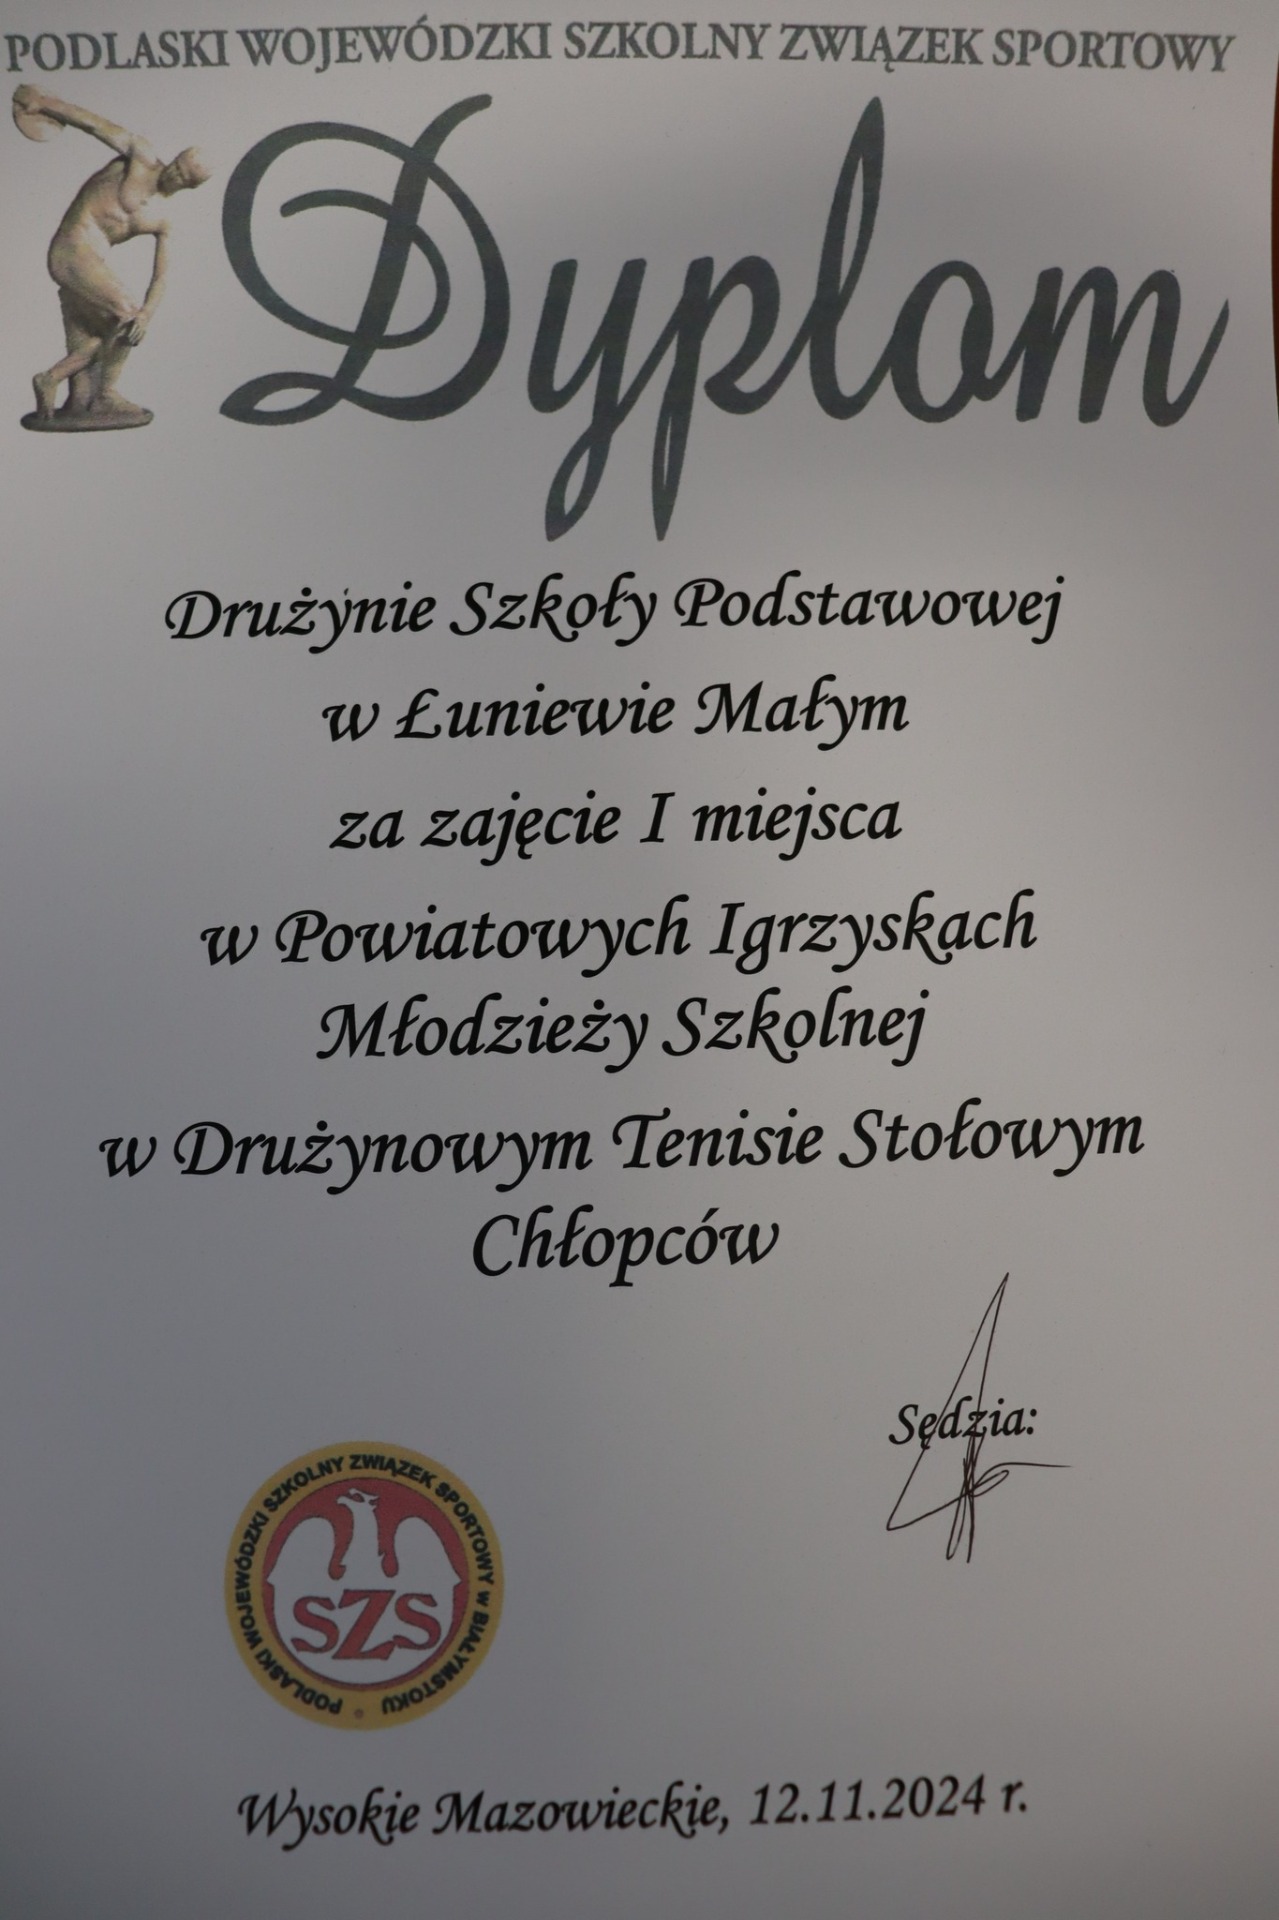 PODLASKI WOJEWÓDZKI SZKOLNY ZWIĄZEK SPORTOWY
Dyplom
Drużynie Szkoły Podstawowej
w Łuniewie Małym
za zajęcie I miejsca
w Powiatowych Igrzyskach
Młodzieży Szkolnej
w Drużynowym Tenisie Stołowym
Chłopców
Sędzia:
PODLASKI WOJEWÓDZKI SZKOLNY ZWIĄZEK SPORTOWY W BIAŁYMSTOKU
SZS
Wysokie Mazowieckie, 12.11.2024 r.